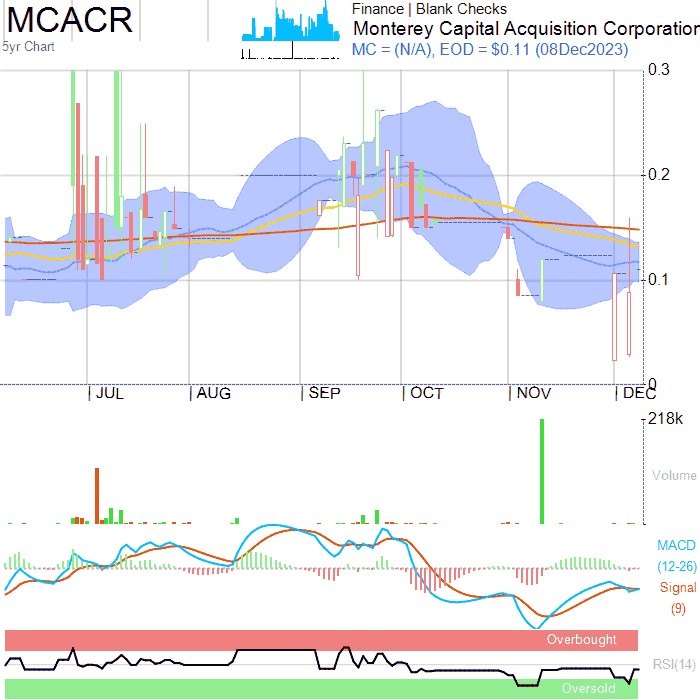 MCACR
5yr Chart
Finance | Blank Checks
Monterey Capital Acquisition Corporation
MC = (N/A), EOD = $0.11 (08Dec2023)
0.3
0.2
0.1
0
JUL AUG SEP OCT NOV DEC
218k
Volume
MACD
(12-26)
Signal
(9)
Overbought
RSI(14)
Oversold